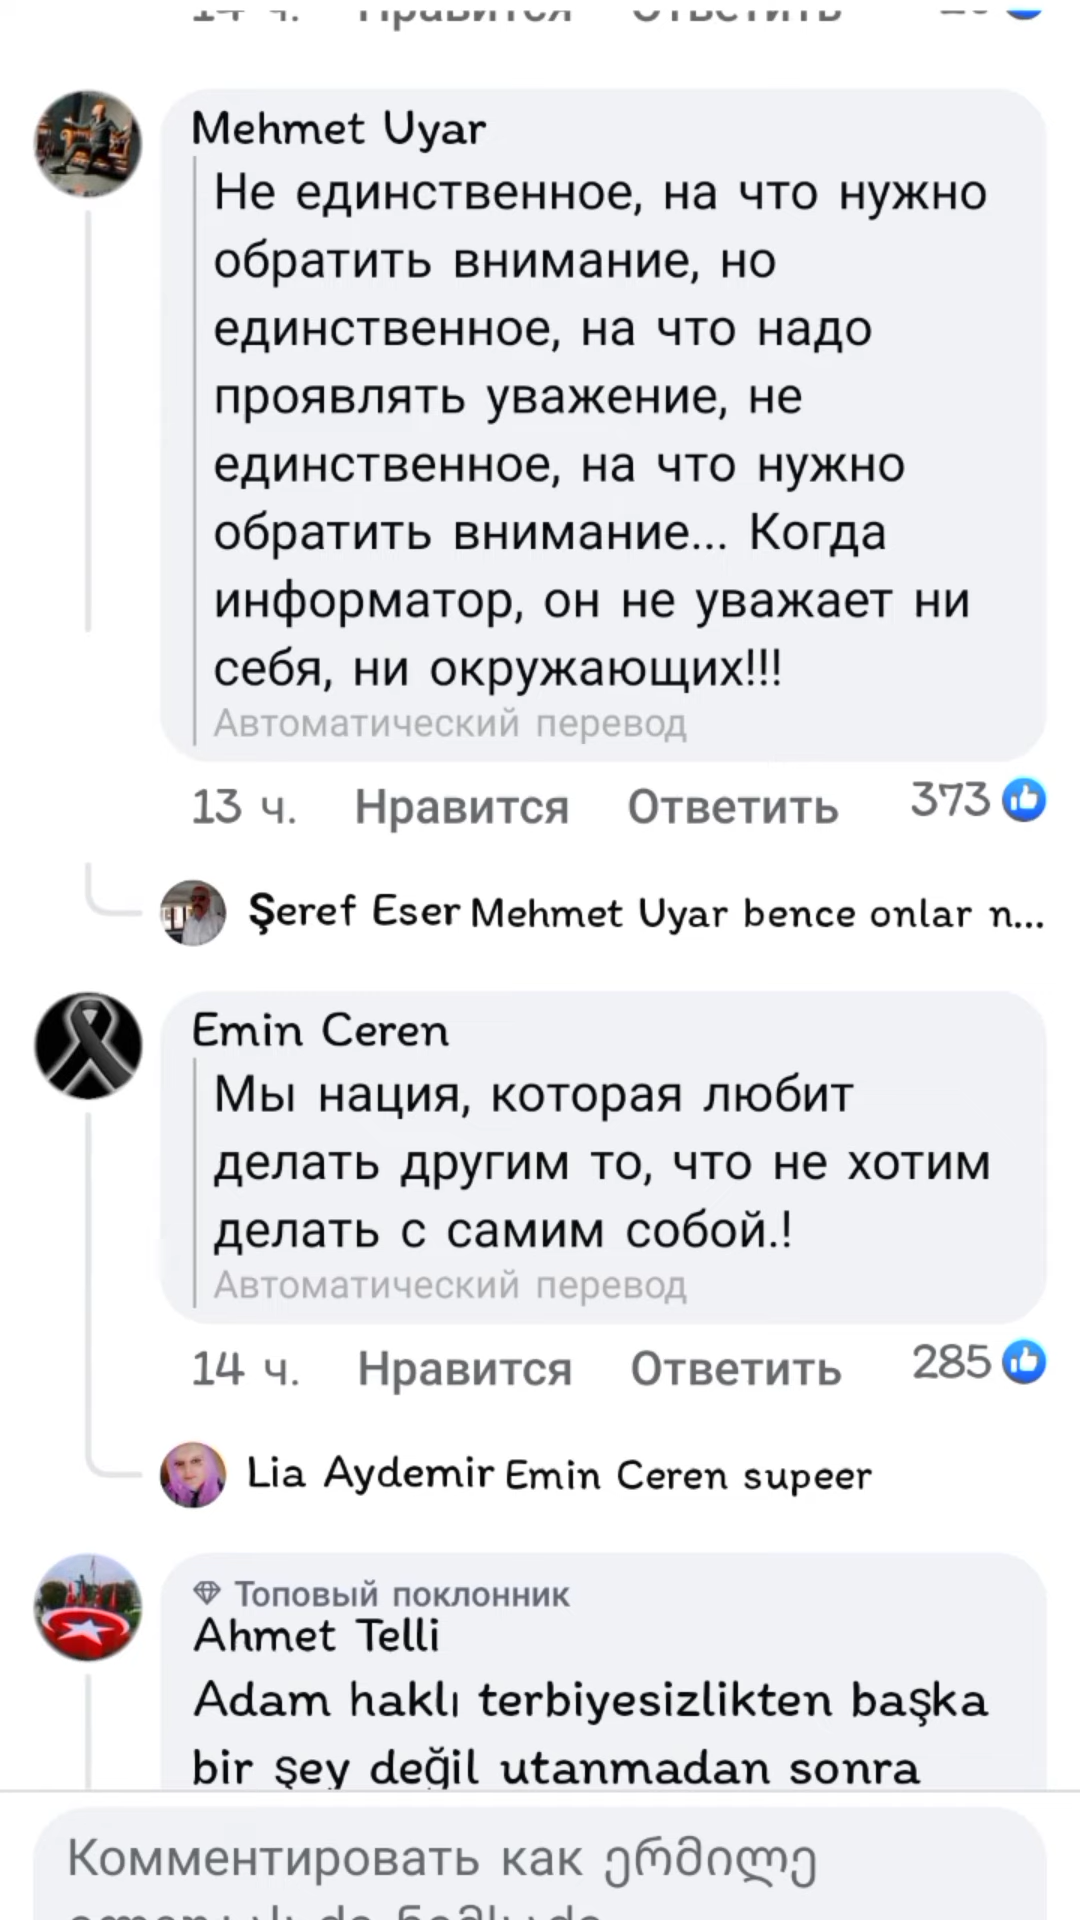 14 ч. Нравится Ответить
Mehmet Uyar
Не единственное, на что нужно
обратить внимание, но
единственное, на что надо
проявлять уважение, не
единственное, на что нужно
обратить внимание... Когда
информатор, он не уважает ни
себя, ни окружающих!!!
Автоматический перевод
13 ч. Нравится Ответить 373
Şeref Eser Mehmet Uyar bence onlar n...
Emin Ceren
Мы нация, которая любит
делать другим то, что не хотим
делать с самим собой.!
Автоматический перевод
14 ч. Нравится Ответить 285
Lia Aydemir Emin Ceren supeer
Топовый поклонник
Ahmet Telli
Adam haklı terbiyesizlikten başka
bir şey değil utanmadan sonra
Комментировать как ერმილე